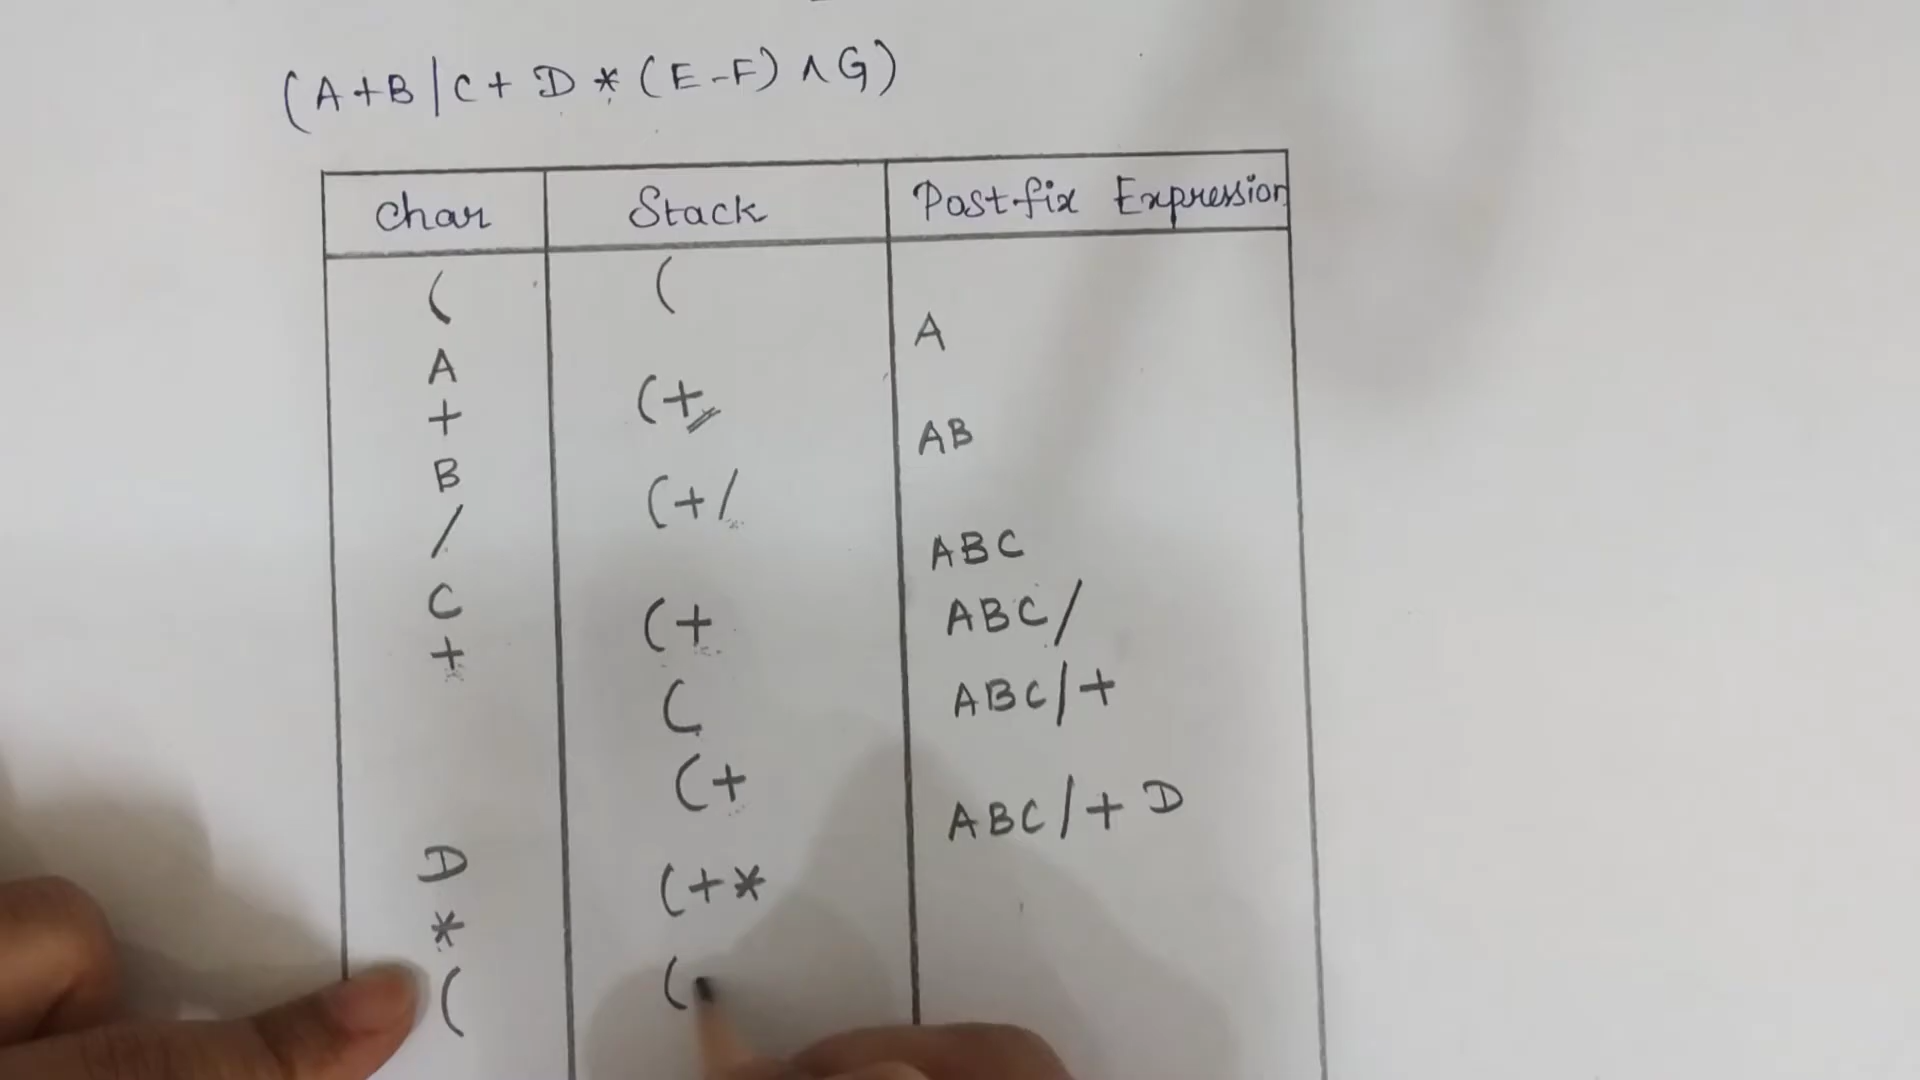 (A+B/C+D*(E-F)∧G)
Char Stack Postfix Expression
( (
A A
+ (+
B AB
/ (+/
C ABC
+ (+ ABC/
( ABC/+
(+
D ABC/+D
* (+*
( (